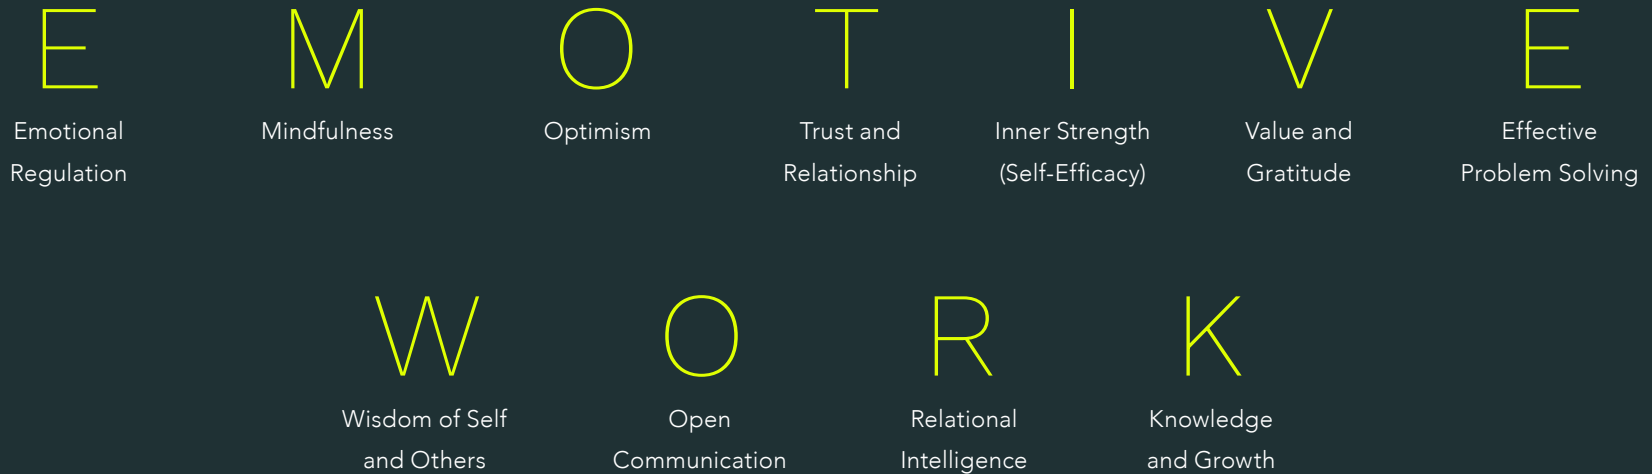 E M O T I V E
Emotional Mindfulness Optimism Trust and Inner Strength Value and Effective
Regulation Relationship (Self-Efficacy) Gratitude Problem Solving
W O R K
Wisdom of Self Open Relational Knowledge
and Others Communication Intelligence and Growth